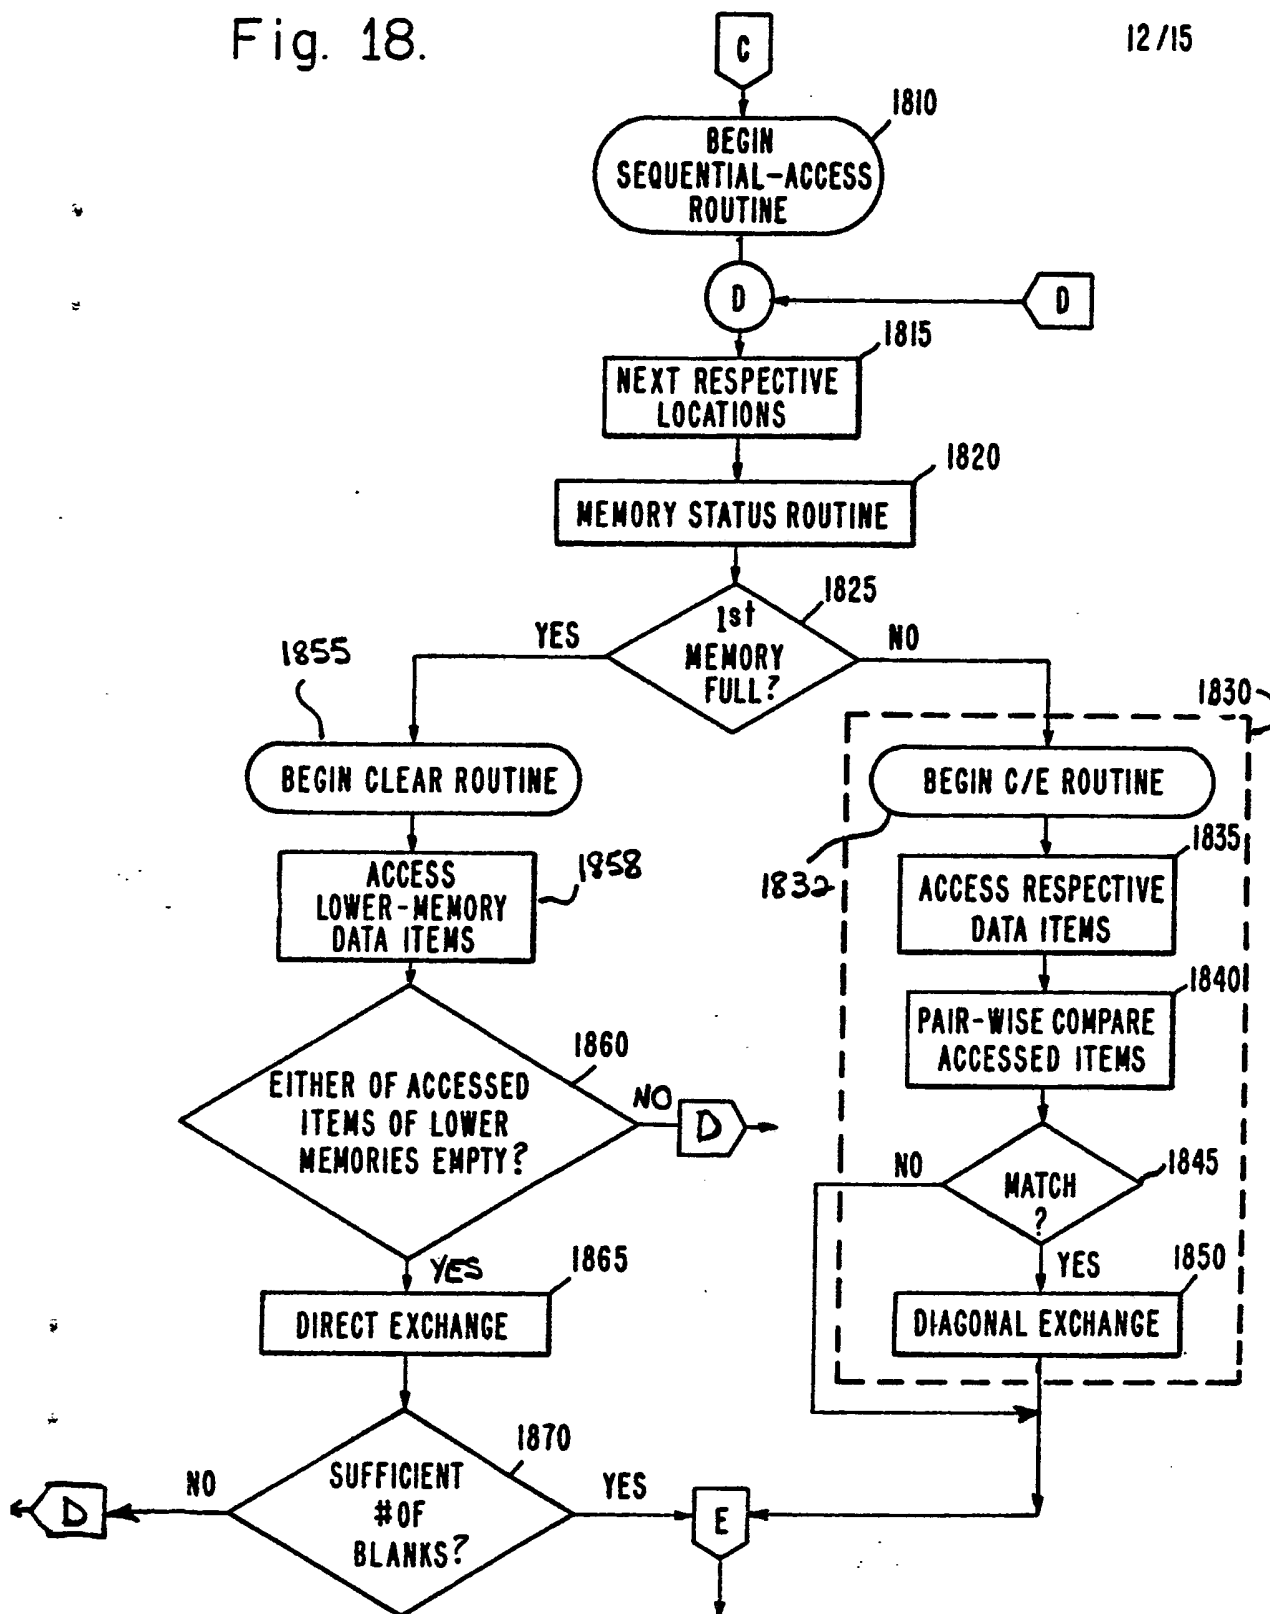 Fig. 18.
12/15
C
1810
BEGIN
SEQUENTIAL-ACCESS
ROUTINE
D
D
1815
NEXT RESPECTIVE
LOCATIONS
1820
MEMORY STATUS ROUTINE
1825
1st
MEMORY
FULL?
YES
NO
1855
1830
BEGIN CLEAR ROUTINE
BEGIN C/E ROUTINE
1832
ACCESS
LOWER-MEMORY
DATA ITEMS
1858
1835
ACCESS RESPECTIVE
DATA ITEMS
1840
PAIR-WISE COMPARE
ACCESSED ITEMS
1860
EITHER OF ACCESSED
ITEMS OF LOWER
MEMORIES EMPTY?
NO
D
NO
MATCH
?
1845
YES
YES
1865
DIRECT EXCHANGE
1850
DIAGONAL EXCHANGE
1870
SUFFICIENT
#OF
BLANKS?
NO
D
YES
E